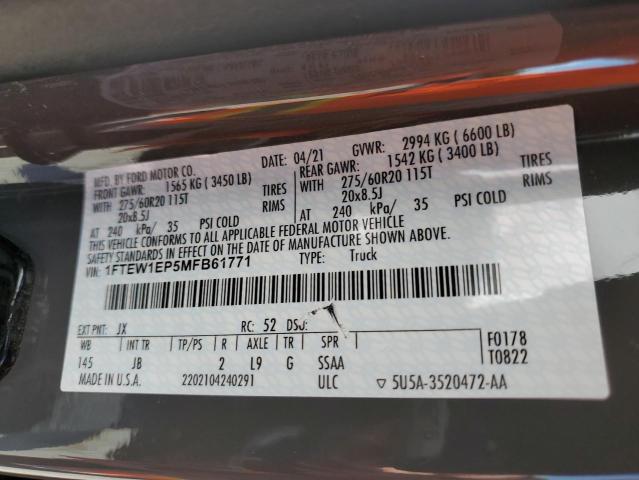 MFD. BY FORD MOTOR CO. DATE: 04/21 GVWR: 2994 KG ( 6600 LB)
FRONT GAWR: 1565 KG ( 3450 LB) REAR GAWR: 1542 KG ( 3400 LB)
WITH 275/60R20 115T TIRES WITH 275/60R20 115T TIRES
20x8.5J RIMS 20x8.5J RIMS
AT 240 kPa/ 35 PSI COLD AT 240 kPa/ 35 PSI COLD
THIS VEHICLE CONFORMS TO ALL APPLICABLE FEDERAL MOTOR VEHICLE
SAFETY STANDARDS IN EFFECT ON THE DATE OF MANUFACTURE SHOWN ABOVE.
VIN: 1FTEW1EP5MFB61771 TYPE: Truck
EXT PNT: JX RC: 52 DSO:
WB INT TR TP/PS R AXLE TR SPR F0178
145 JB 2 L9 G SSAA T0822
MADE IN U.S.A. 2202104240291 ULC 5U5A-3520472-AA